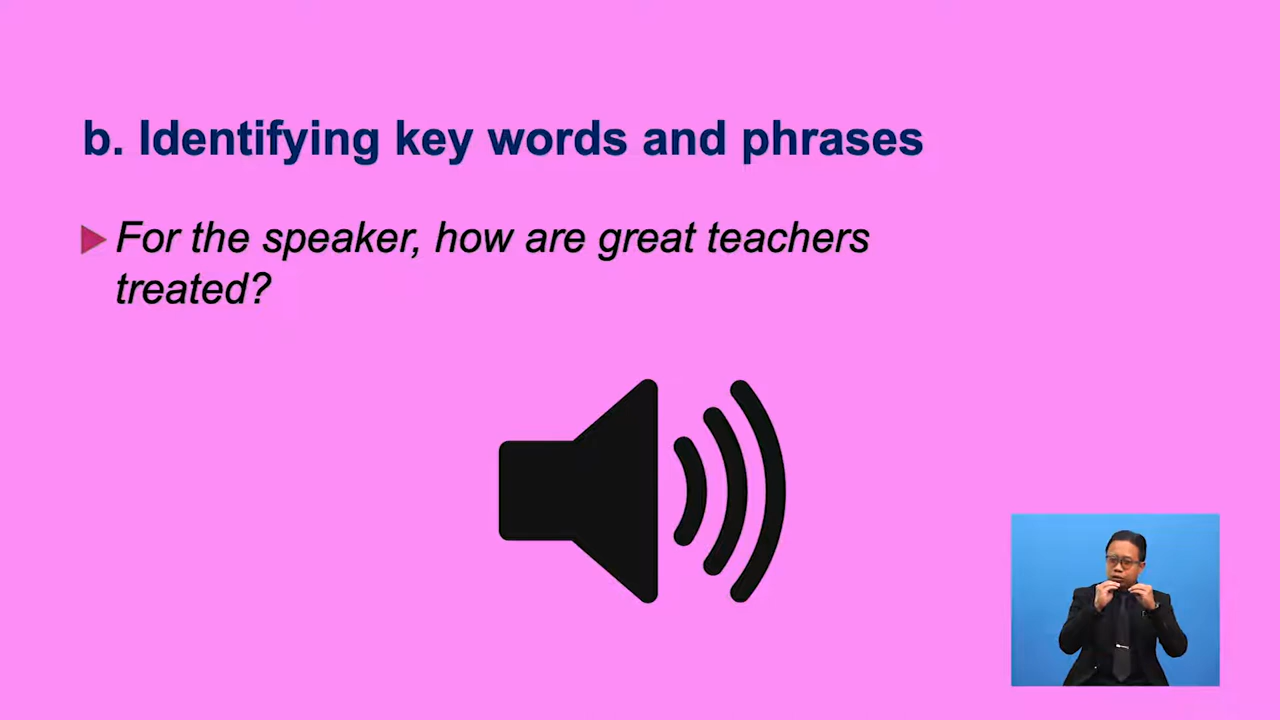 b. Identifying key words and phrases
For the speaker, how are great teachers
treated?